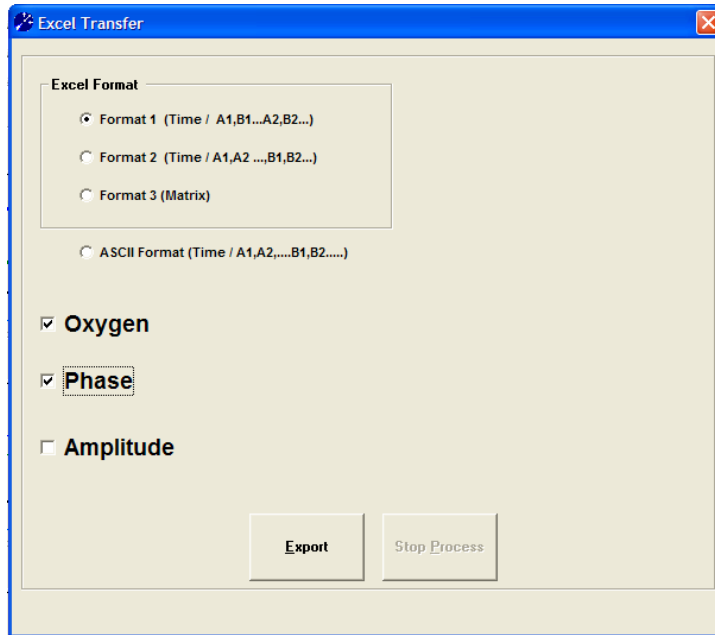 Excel Transfer
Excel Format
Format 1 (Time / A1,B1...A2,B2...)
Format 2 (Time / A1,A2 ...,B1,B2...)
Format 3 (Matrix)
ASCII Format (Time / A1,A2,....B1,B2.....)
Oxygen
Phase
Amplitude
Export
Stop Process